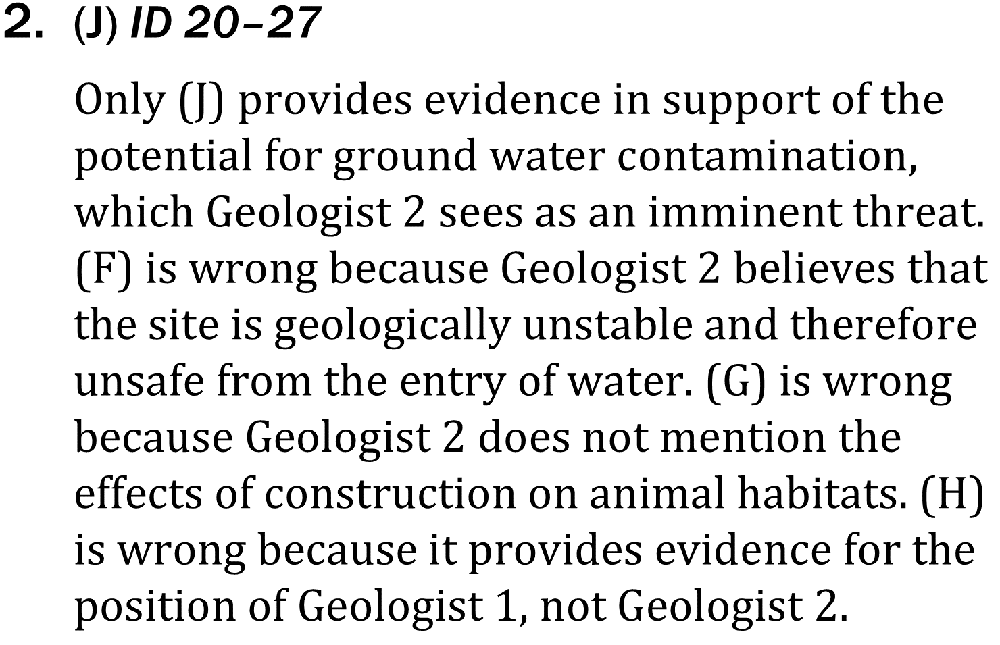 2. (J) ID 20–27
Only (J) provides evidence in support of the
potential for ground water contamination,
which Geologist 2 sees as an imminent threat.
(F) is wrong because Geologist 2 believes that
the site is geologically unstable and therefore
unsafe from the entry of water. (G) is wrong
because Geologist 2 does not mention the
effects of construction on animal habitats. (H)
is wrong because it provides evidence for the
position of Geologist 1, not Geologist 2.